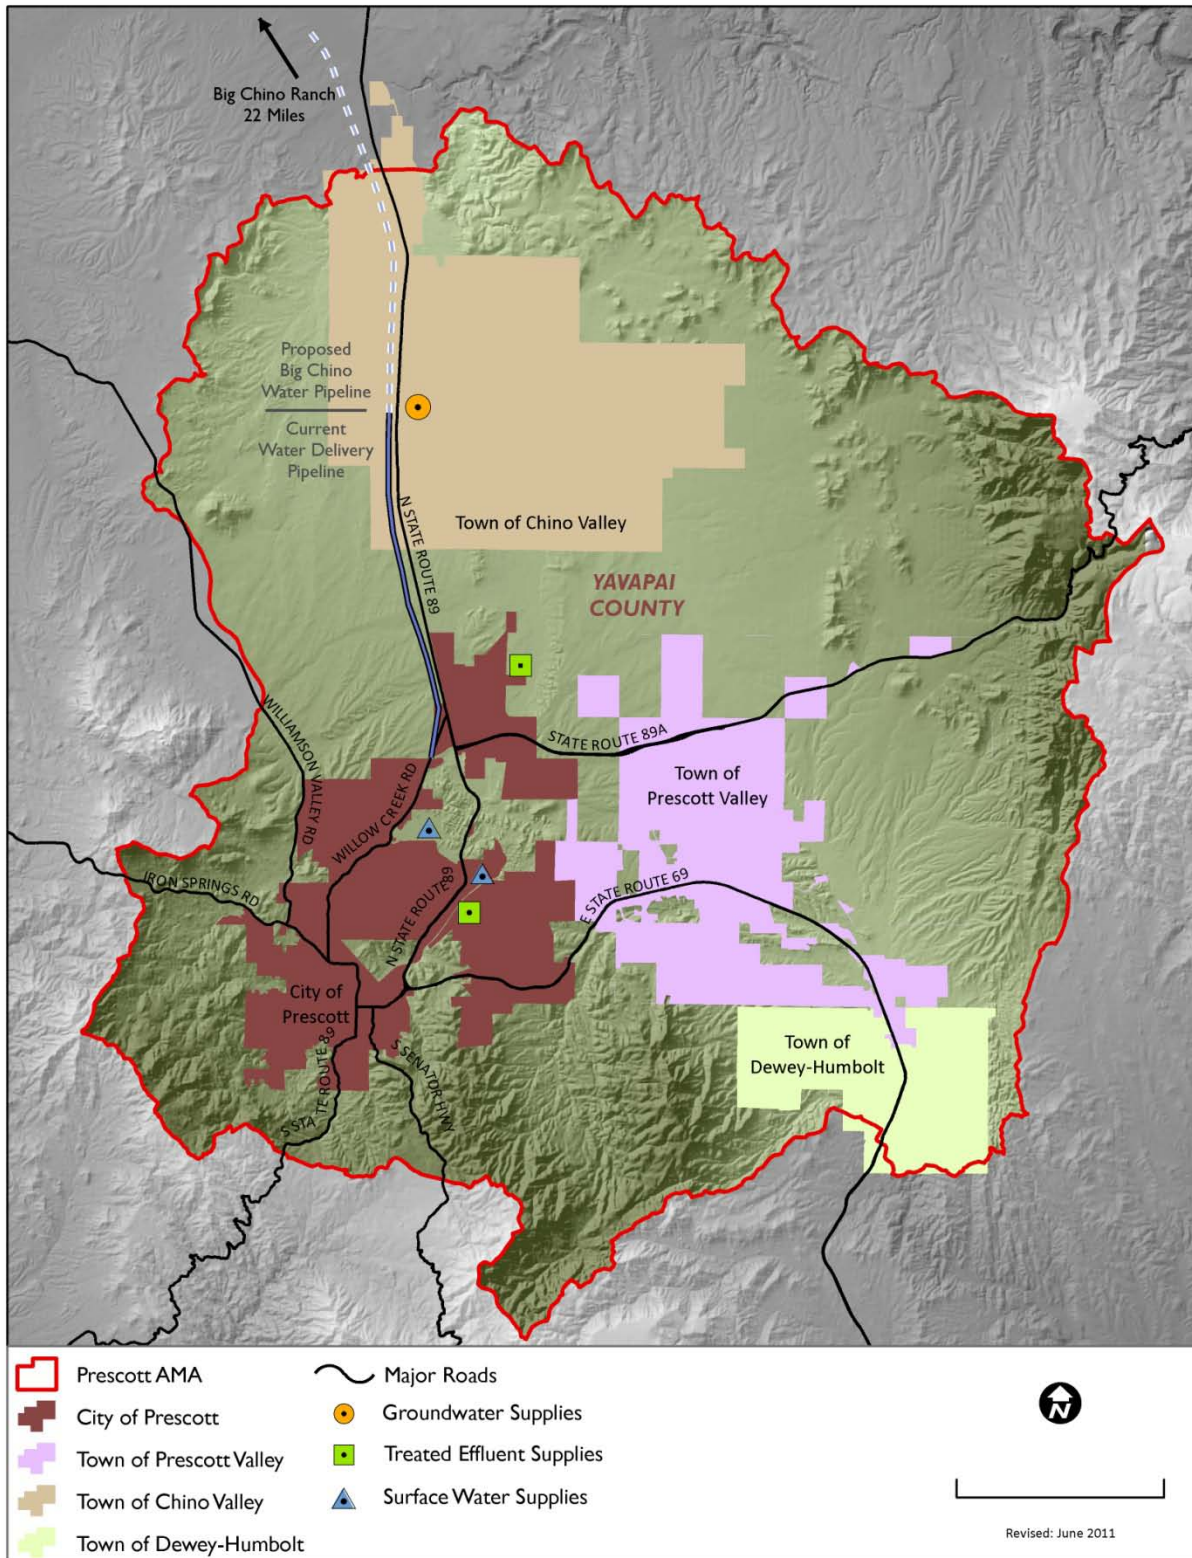 Big Chino Ranch
22 Miles
Proposed
Big Chino
Water Pipeline
Current
Water Delivery
Pipeline
N STATE ROUTE 89
Town of Chino Valley
YAVAPAI
COUNTY
WILLIAMSON VALLEY RD
STATE ROUTE 89A
Town of
Prescott Valley
WILLOW CREEK RD
IRON SPRINGS RD
N STATE ROUTE 89
E STATE ROUTE 69
City of
Prescott
Town of
Dewey-Humbolt
S STATE ROUTE 89
S SENATOR HWY
Prescott AMA
City of Prescott
Town of Prescott Valley
Town of Chino Valley
Town of Dewey-Humbolt
Major Roads
Groundwater Supplies
Treated Effluent Supplies
Surface Water Supplies
N
Revised: June 2011